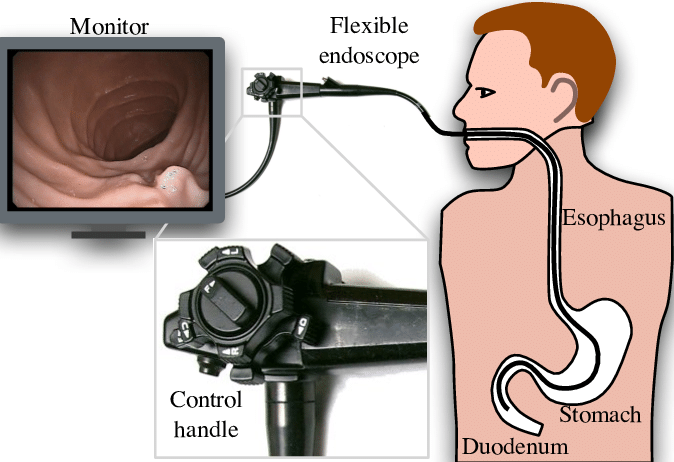 Monitor
Flexible
endoscope
Esophagus
Control
handle
Stomach
Duodenum
F
L
R
D